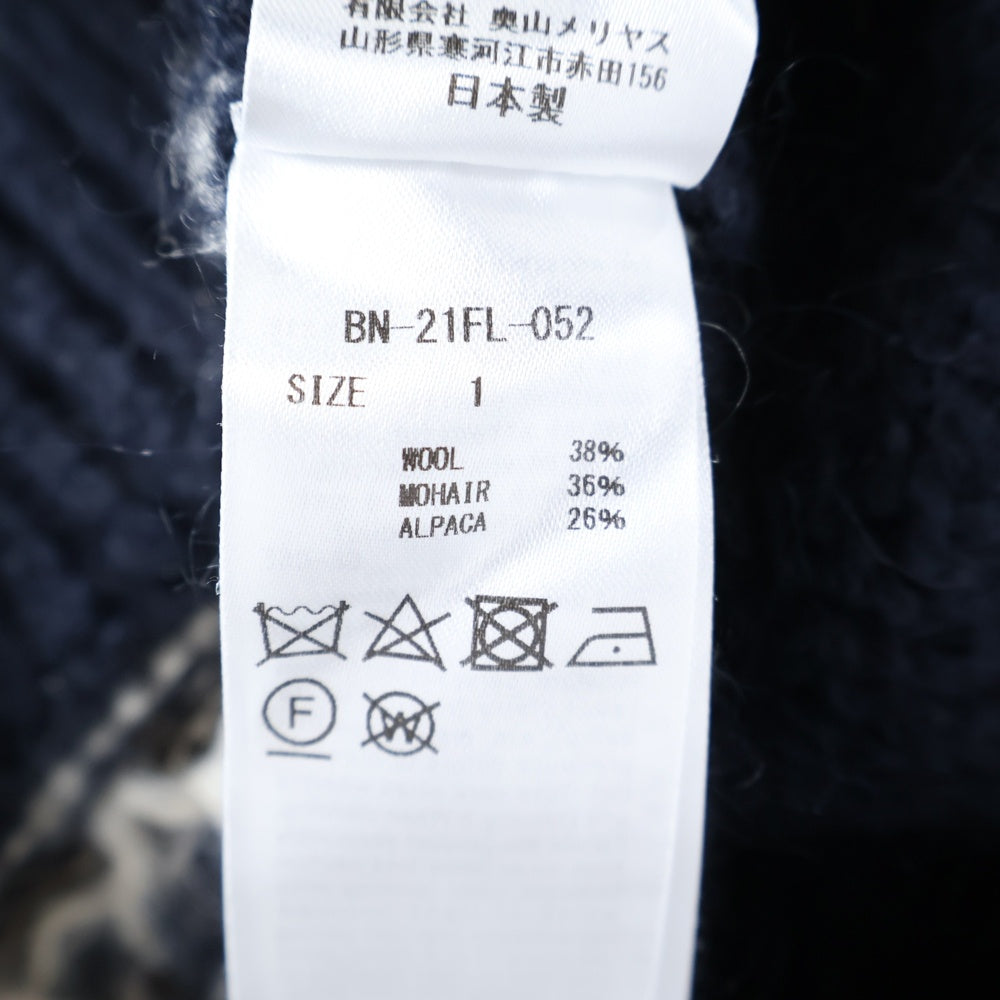 有限会社 奥山メリヤス
山形県寒河江市赤田156
日本製
BN-21FL-052
SIZE 1
WOOL 38%
MOHAIR 36%
ALPACA 26%
F
W